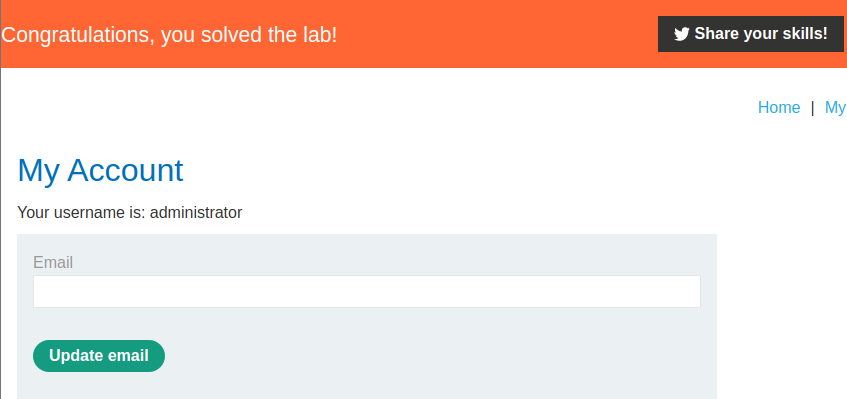 Congratulations, you solved the lab!
Share your skills!
Home | My
My Account
Your username is: administrator
Email
Update email